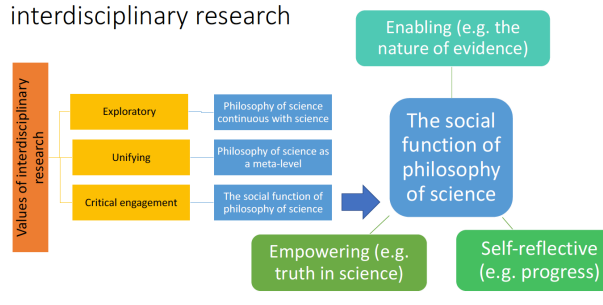 interdisciplinary research
Values of interdisciplinary
research
Exploratory
Philosophy of science
continuous with science
Unifying
Philosophy of science as
a meta-level
Critical engagement
The social function of
philosophy of science
Enabling (e.g. the
nature of evidence)
The social
function of
philosophy
of science
Empowering (e.g.
truth in science)
Self-reflective
(e.g. progress)